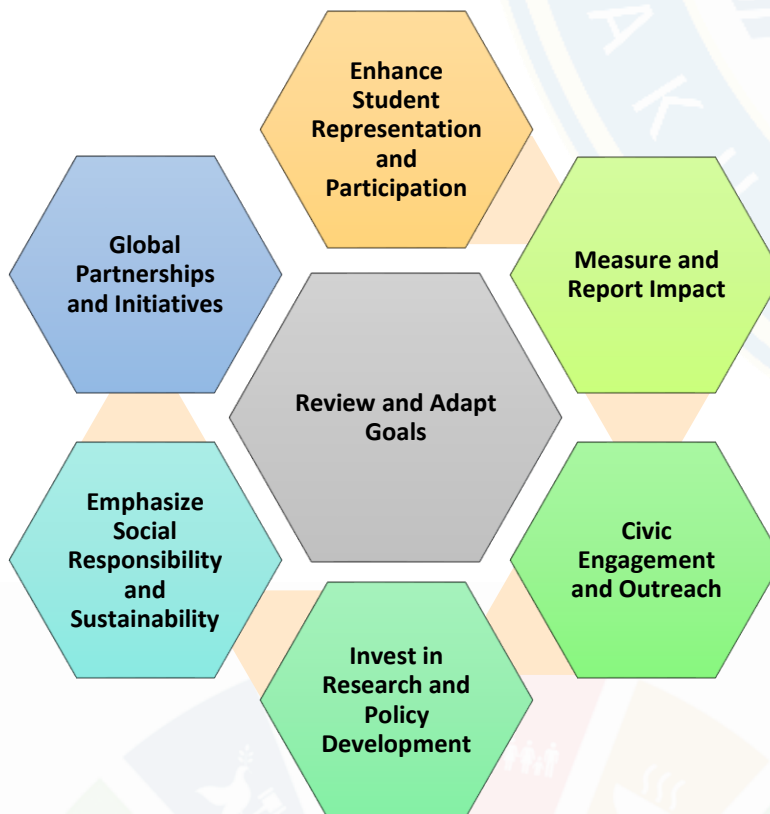 Enhance
Student
Representation
and
Participation
Global
Partnerships
and Initiatives
Measure and
Report Impact
Review and Adapt
Goals
Emphasize
Social
Responsibility
and
Sustainability
Civic
Engagement
and Outreach
Invest in
Research and
Policy
Development
A K H